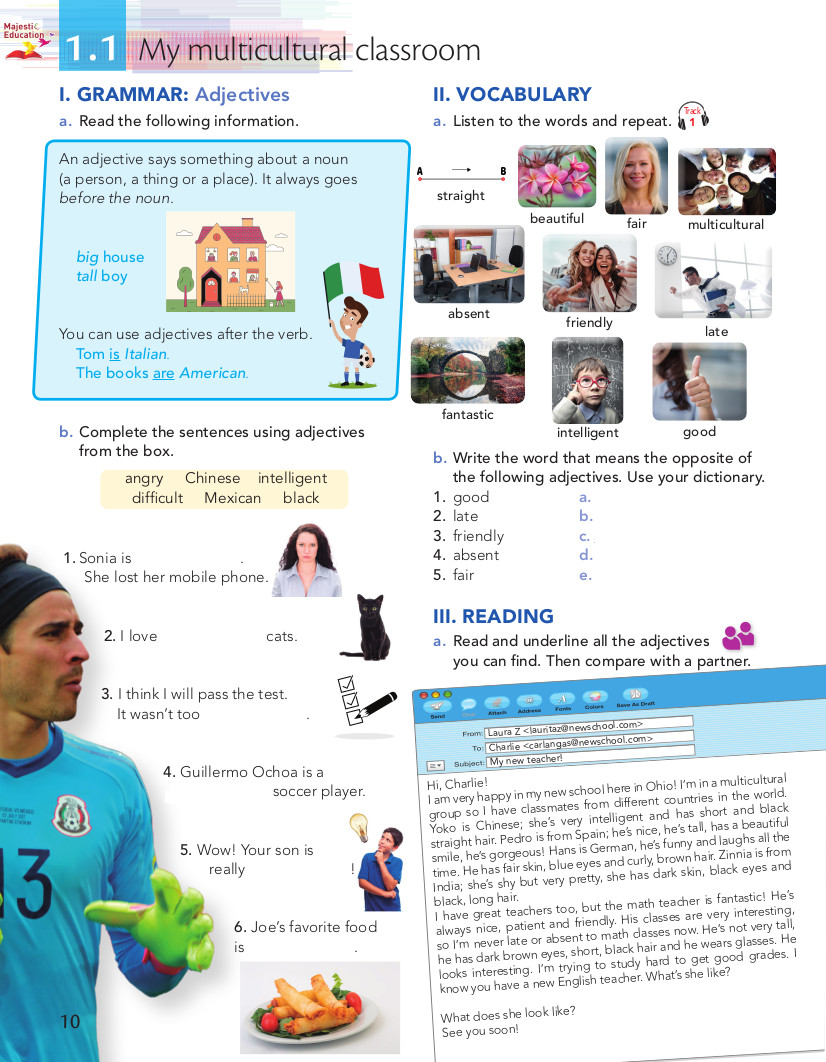 Majestic
Education
1.1 My multicultural classroom
I. GRAMMAR: Adjectives
a. Read the following information.
An adjective says something about a noun
(a person, a thing or a place). It always goes
before the noun.
big house
tall boy
You can use adjectives after the verb.
Tom is Italian.
The books are American.
b. Complete the sentences using adjectives
from the box.
angry Chinese intelligent
difficult Mexican black
1. Sonia is .
She lost her mobile phone.
2. I love cats.
3. I think I will pass the test.
It wasn't too .
4. Guillermo Ochoa is a
soccer player.
5. Wow! Your son is
really !
6. Joe's favorite food
is .
13
10
II. VOCABULARY
a. Listen to the words and repeat.
Track
1
A B
straight
beautiful
fair
multicultural
absent
friendly
late
fantastic
intelligent
good
b. Write the word that means the opposite of
the following adjectives. Use your dictionary.
1. good a.
2. late b.
3. friendly c.
4. absent d.
5. fair e.
III. READING
a. Read and underline all the adjectives
you can find. Then compare with a partner.
Send Attach Address Fonts Colors Save As Draft
From: Laura Z <lauritaz@newschool.com>
To: Charlie <carlangas@newschool.com>
Subject: My new teacher!
Hi, Charlie!
I am very happy in my new school here in Ohio! I'm in a multicultural
group so I have classmates from different countries in the world.
Yoko is Chinese; she's very intelligent and has short and black
straight hair. Pedro is from Spain; he's nice, he's tall, has a beautiful
smile, he's gorgeous! Hans is German, he's funny and laughs all the
time. He has fair skin, blue eyes and curly, brown hair. Zinnia is from
India; she's shy but very pretty, she has dark skin, black eyes and
black, long hair.
I have great teachers too, but the math teacher is fantastic! He's
always nice, patient and friendly. His classes are very interesting,
so I'm never late or absent to math classes now. He's not very tall,
he has dark brown eyes, short, black hair and he wears glasses. He
looks interesting. I'm trying to study hard to get good grades. I
know you have a new English teacher. What's she like?
What does she look like?
See you soon!